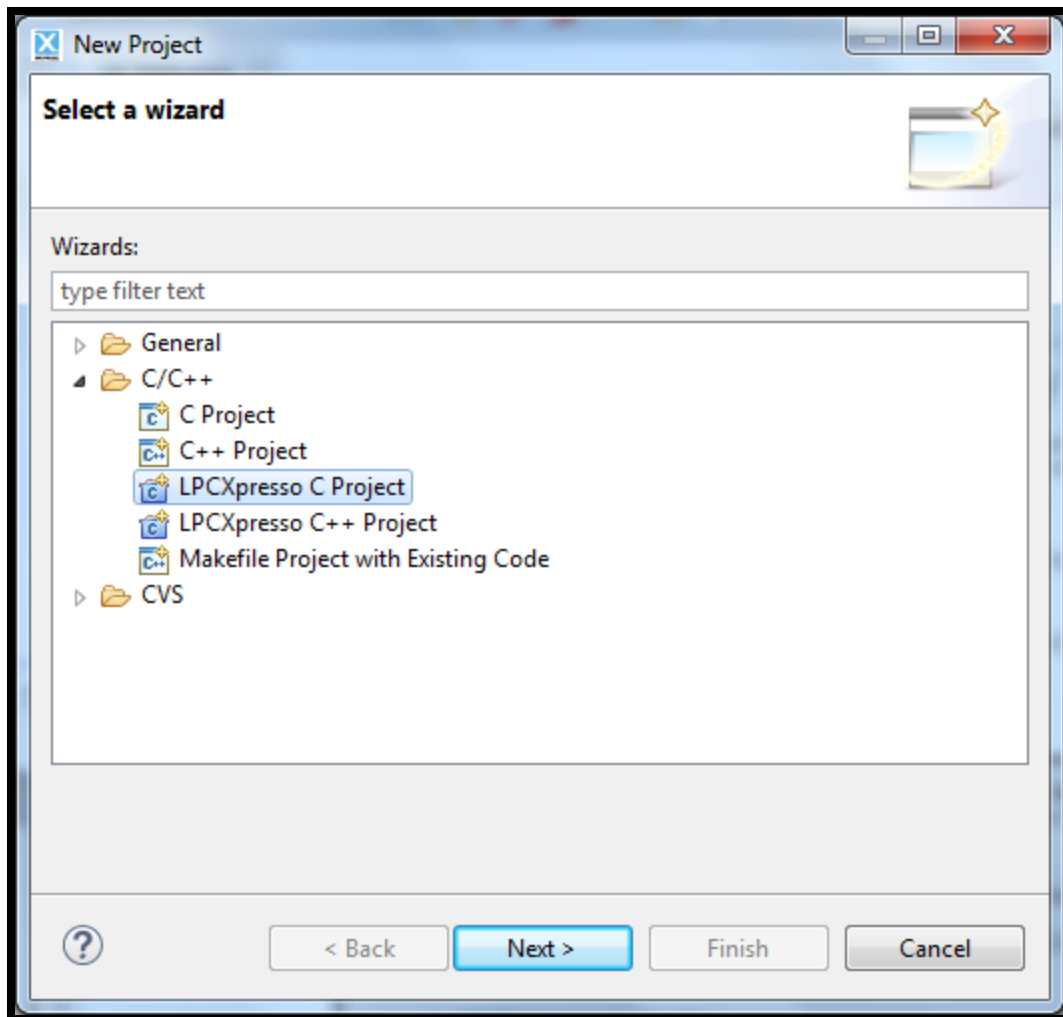 New Project
Select a wizard
Wizards:
type filter text
General
C/C++
C Project
C++ Project
LPCXpresso C Project
LPCXpresso C++ Project
Makefile Project with Existing Code
CVS
? < Back Next > Finish Cancel